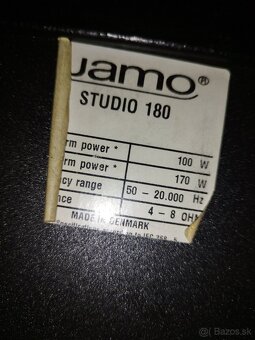 Jamo®
STUDIO 180
rm power * 100 W
rm power * 170 W
cy range 50 – 20.000 Hz
nce 4 – 8 OHM
MADE IN DENMARK
bazos.sk